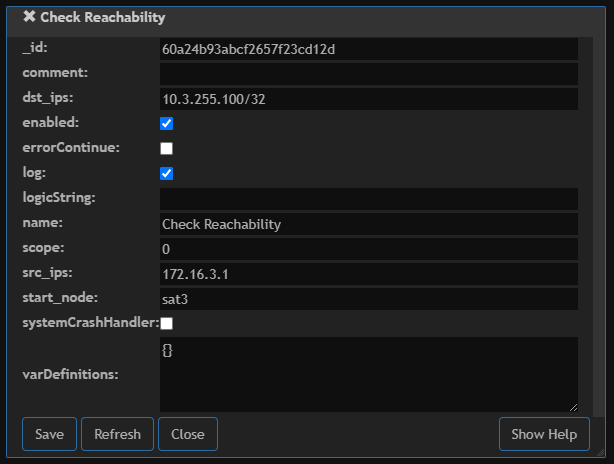 ✖ Check Reachability
_id: 60a24b93abcf2657f23cd12d
comment:
dst_ips: 10.3.255.100/32
enabled:
errorContinue:
log:
logicString:
name: Check Reachability
scope: 0
src_ips: 172.16.3.1
start_node: sat3
systemCrashHandler:
varDefinitions: {}
Save Refresh Close Show Help